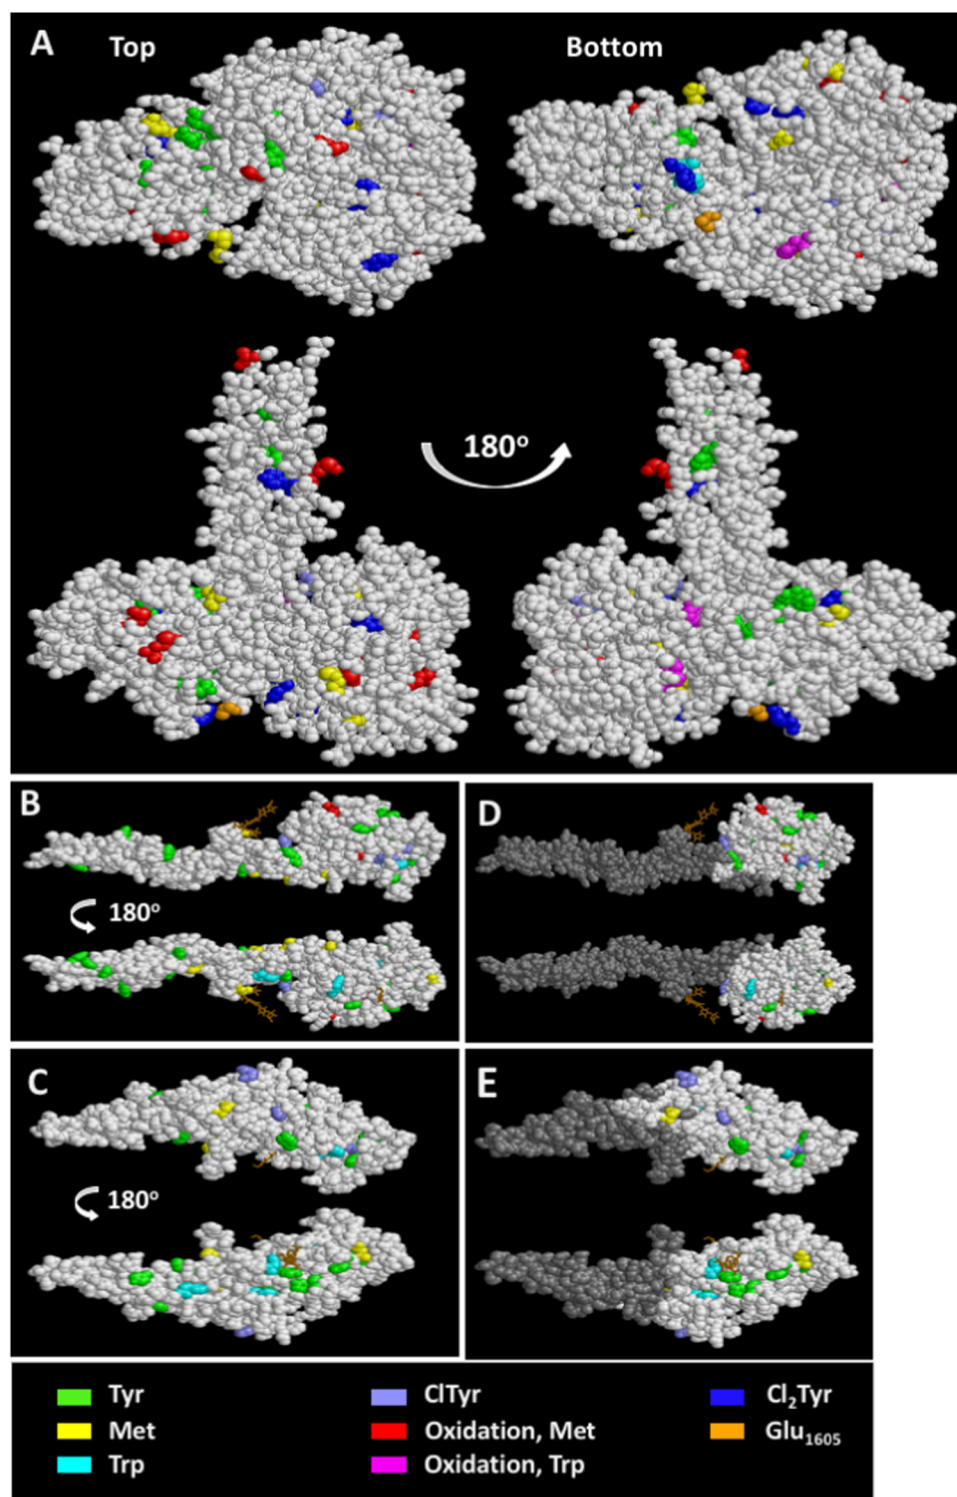 A
Top
Bottom
180°
B
180°
D
C
180°
E
Tyr
ClTyr
Cl₂Tyr
Met
Oxidation, Met
Glu₁₆₀₅
Trp
Oxidation, Trp